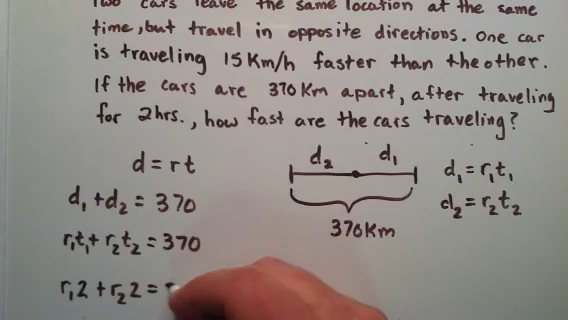 Two cars leave the same location at the same
time, but travel in opposite directions. One car
is traveling 15 Km/h faster than the other.
If the cars are 370 Km apart, after traveling
for 2hrs., how fast are the cars traveling?
d = rt
d₁ + d₂ = 370
r₁t₁ + r₂t₂ = 370
r₁2 + r₂2 =
d₂ d₁
370Km
d₁ = r₁t₁
d₂ = r₂t₂